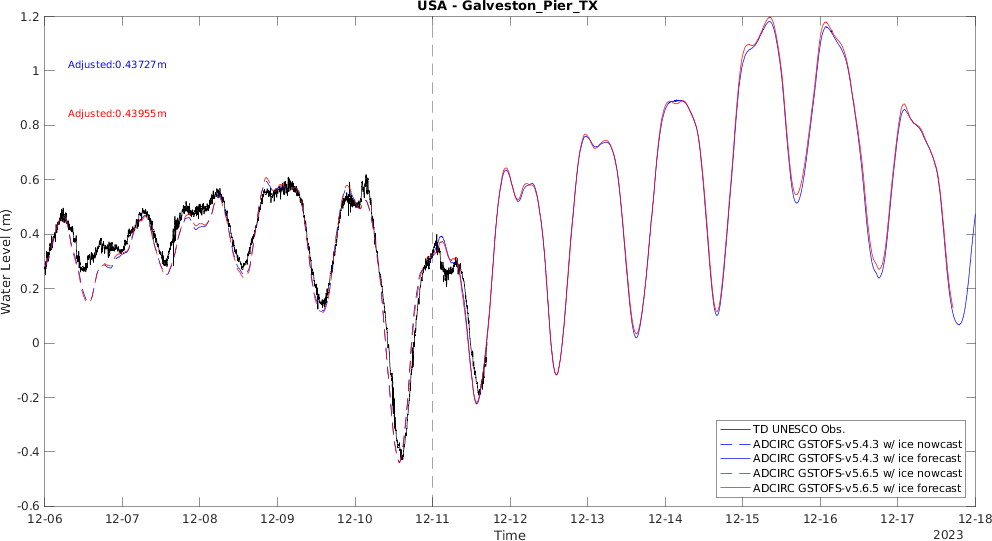 USA - Galveston_Pier_TX
1.2
1
0.8
0.6
0.4
0.2
0
-0.2
-0.4
-0.6
Water Level (m)
Adjusted:0.43727m
Adjusted:0.43955m
TD UNESCO Obs.
ADCIRC GSTOFS-v5.4.3 w/ ice nowcast
ADCIRC GSTOFS-v5.4.3 w/ ice forecast
ADCIRC GSTOFS-v5.6.5 w/ ice nowcast
ADCIRC GSTOFS-v5.6.5 w/ ice forecast
12-06 12-07 12-08 12-09 12-10 12-11 12-12 12-13 12-14 12-15 12-16 12-17 12-18
Time
2023